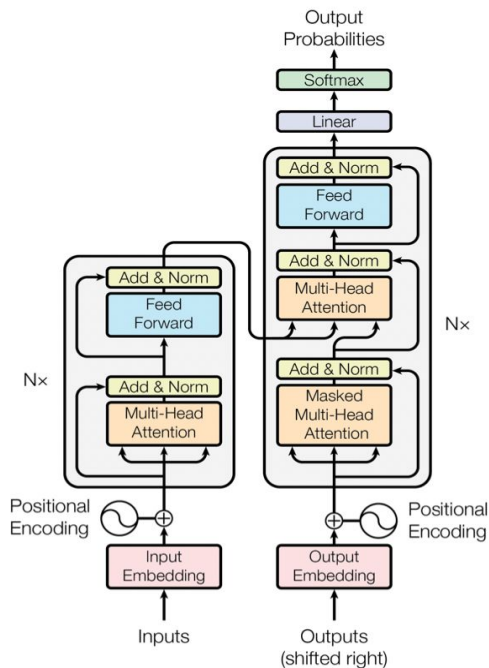 Output
Probabilities
Softmax
Linear
Add & Norm
Feed
Forward
Add & Norm
Multi-Head
Attention
Add & Norm
Masked
Multi-Head
Attention
Nx
Positional
Encoding
Output
Embedding
Outputs
(shifted right)
Add & Norm
Feed
Forward
Add & Norm
Multi-Head
Attention
N×
Positional
Encoding
Input
Embedding
Inputs